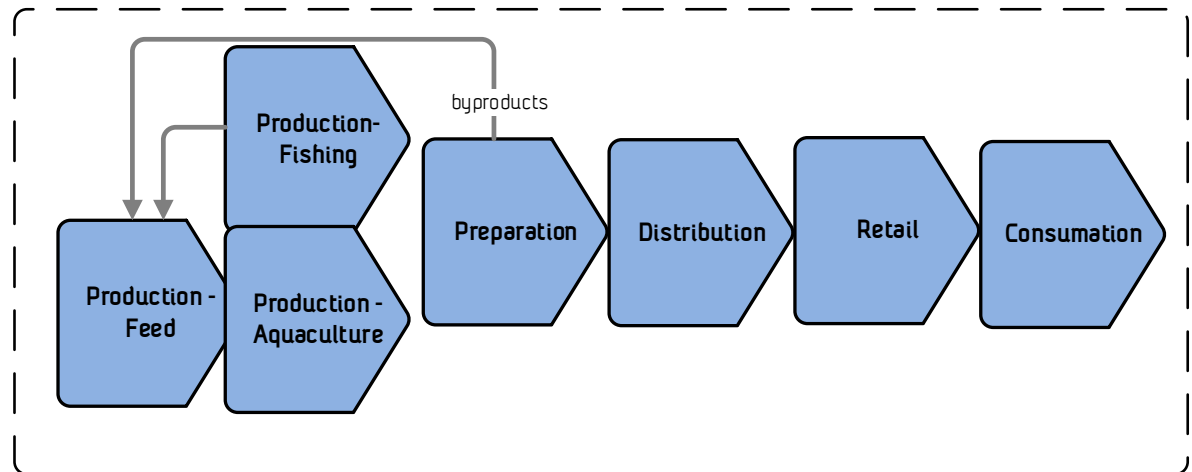 byproducts
Production-
Fishing
Production -
Feed
Production -
Aquaculture
Preparation
Distribution
Retail
Consumation